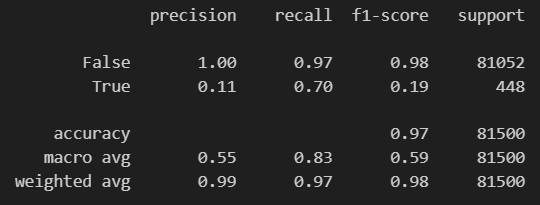 precision recall f1-score support
False 1.00 0.97 0.98 81052
True 0.11 0.70 0.19 448
accuracy 0.97 81500
macro avg 0.55 0.83 0.59 81500
weighted avg 0.99 0.97 0.98 81500